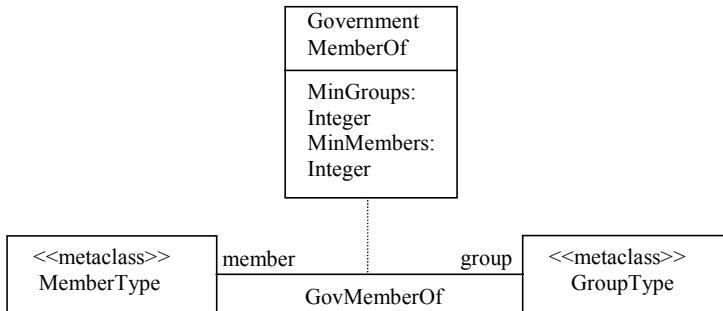 Government
MemberOf
MinGroups:
Integer
MinMembers:
Integer
<<metaclass>>
MemberType
member
group
GovMemberOf
<<metaclass>>
GroupType